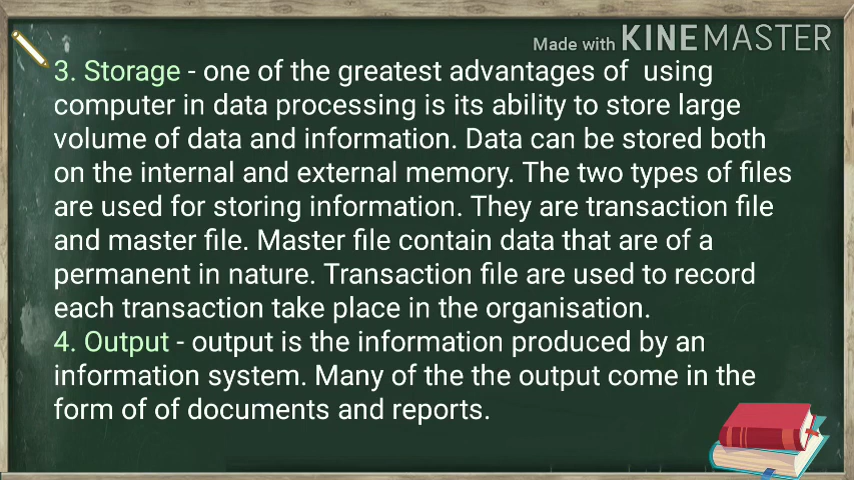 Made with KINEMASTER
3. Storage - one of the greatest advantages of using
computer in data processing is its ability to store large
volume of data and information. Data can be stored both
on the internal and external memory. The two types of files
are used for storing information. They are transaction file
and master file. Master file contain data that are of a
permanent in nature. Transaction file are used to record
each transaction take place in the organisation.
4. Output - output is the information produced by an
information system. Many of the the output come in the
form of of documents and reports.